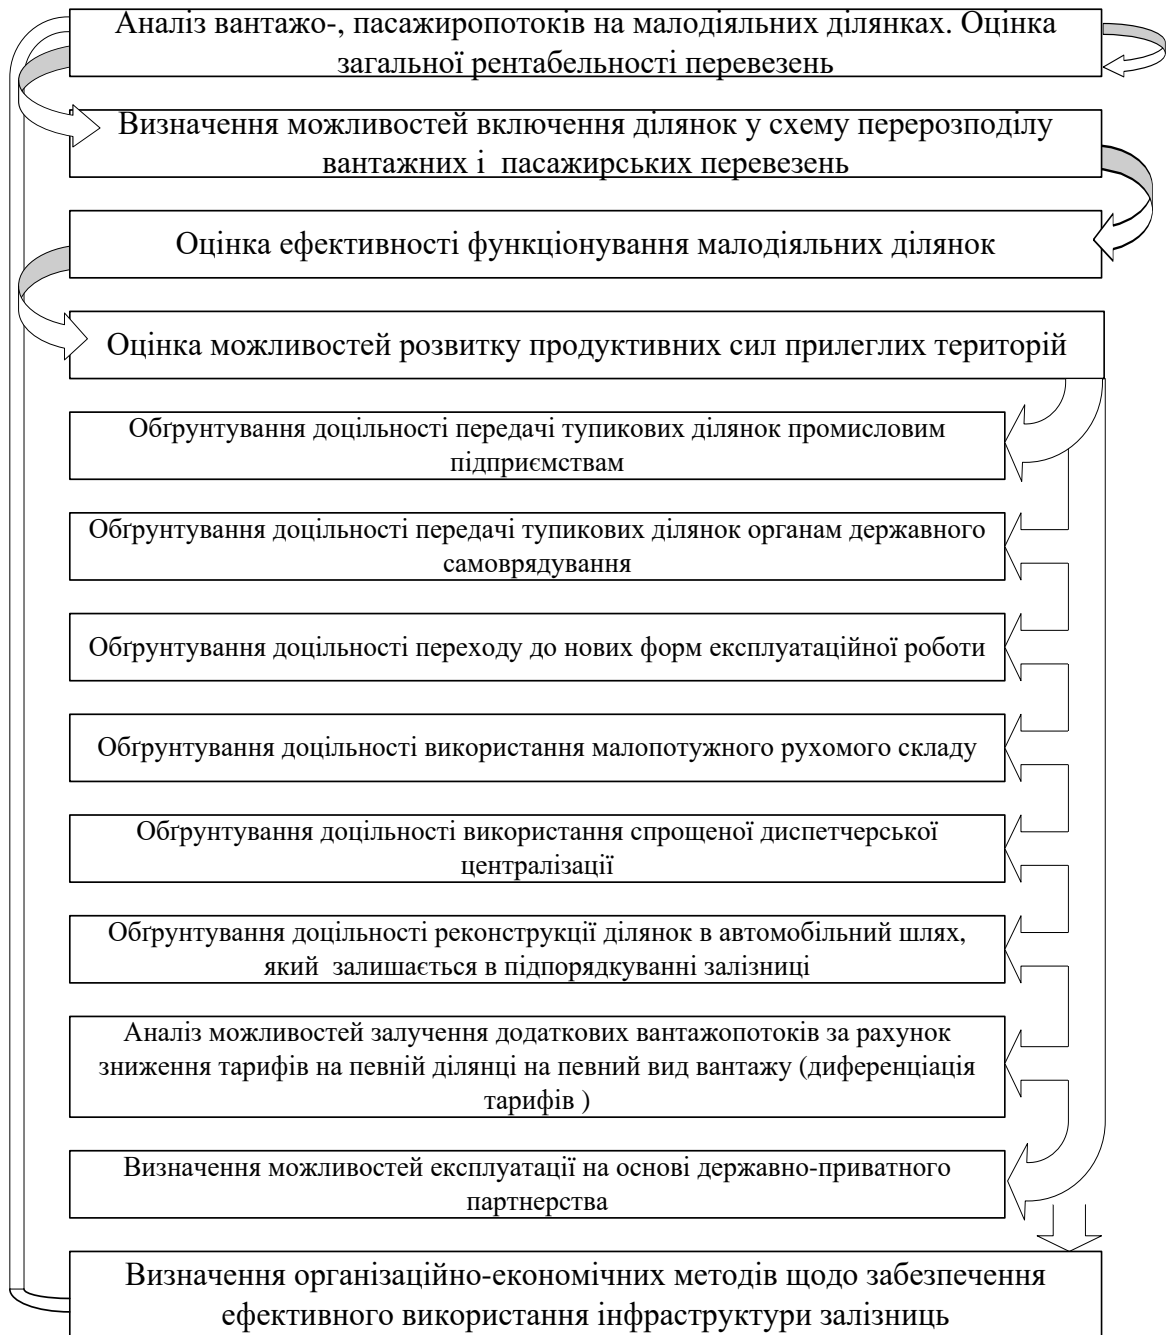 Аналіз вантажо-, пасажиропотоків на малодіяльних ділянках. Оцінка
загальної рентабельності перевезень
Визначення можливостей включення ділянок у схему перерозподілу
вантажних і пасажирських перевезень
Оцінка ефективності функціонування малодіяльних ділянок
Оцінка можливостей розвитку продуктивних сил прилеглих територій
Обґрунтування доцільності передачі тупикових ділянок промисловим
підприємствам
Обґрунтування доцільності передачі тупикових ділянок органам державного
самоврядування
Обґрунтування доцільності переходу до нових форм експлуатаційної роботи
Обґрунтування доцільності використання малопотужного рухомого складу
Обґрунтування доцільності використання спрощеної диспетчерської
централізації
Обґрунтування доцільності реконструкції ділянок в автомобільний шлях,
який залишається в підпорядкуванні залізниці
Аналіз можливостей залучення додаткових вантажопотоків за рахунок
зниження тарифів на певній ділянці на певний вид вантажу (диференціація
тарифів )
Визначення можливостей експлуатації на основі державно-приватного
партнерства
Визначення організаційно-економічних методів щодо забезпечення
ефективного використання інфраструктури залізниць